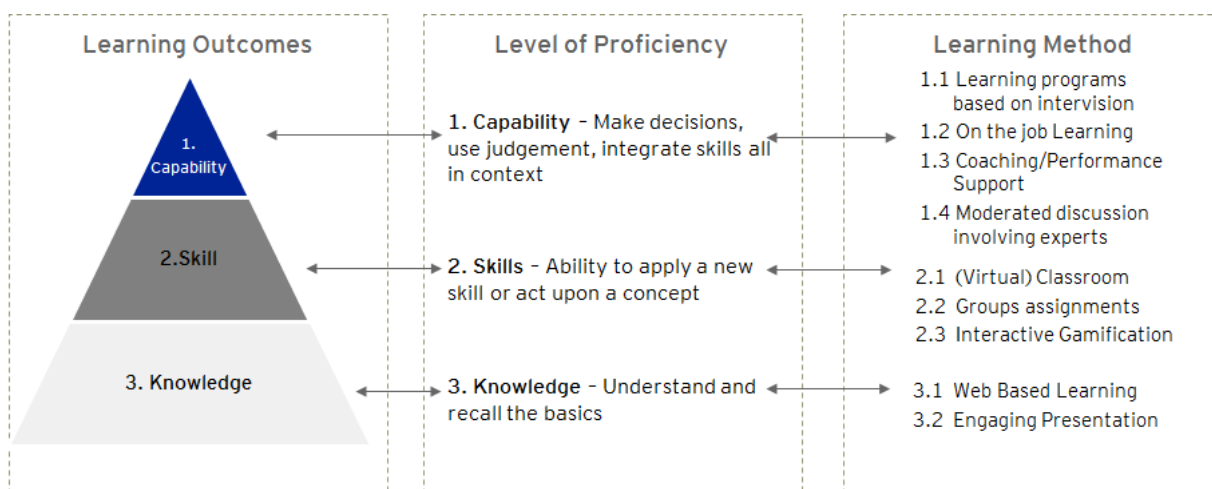 Learning Outcomes
1.
Capability
2.Skill
3. Knowledge
Level of Proficiency
1. Capability – Make decisions,
use judgement, integrate skills all
in context
2. Skills – Ability to apply a new
skill or act upon a concept
3. Knowledge – Understand and
recall the basics
Learning Method
1.1 Learning programs
based on intervision
1.2 On the job Learning
1.3 Coaching/Performance
Support
1.4 Moderated discussion
involving experts
2.1 (Virtual) Classroom
2.2 Groups assignments
2.3 Interactive Gamification
3.1 Web Based Learning
3.2 Engaging Presentation